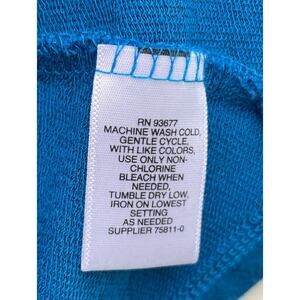 RN 93677
MACHINE WASH COLD,
GENTLE CYCLE,
WITH LIKE COLORS,
USE ONLY NON-
CHLORINE
BLEACH WHEN
NEEDED,
TUMBLE DRY LOW,
IRON ON LOWEST
SETTING
AS NEEDED
SUPPLIER 75811-0